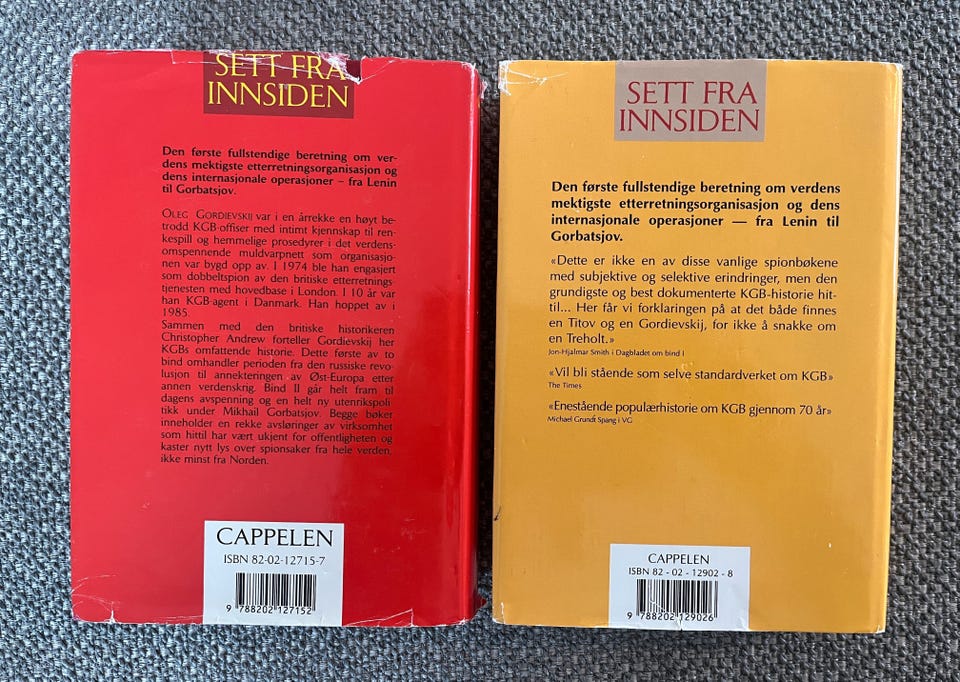 SETT FRA
INNSIDEN
Den første fullstendige beretning om ver-
dens mektigste etterretningsorganisasjon og
dens internasjonale operasjoner – fra Lenin
til Gorbatsjov.
OLEG GORDIEVSKIJ var i en årrekke en høyt be-
trodd KGB-offiser med intimt kjennskap til ren-
kespill og hemmelige prosedyrer i det verdens-
omspennende muldvarpnett som organisasjo-
nen var bygd opp av. I 1974 ble han engasjert
som dobbeltspion av den britiske etterretnings-
tjenesten med hovedbase i London. I 10 år var
han KGB-agent i Danmark. Han hoppet av i
1985.
Sammen med den britiske historikeren
Christopher Andrew forteller Gordievskij her
KGBs omfattende historie. Dette første av to
bind omhandler perioden fra den russiske revo-
lusjon til annekteringen av Øst-Europa etter
annen verdenskrig. Bind II går helt fram til
dagens avspenning og en helt ny utenrikspoli-
tikk under Mikhail Gorbatsjov. Begge bøker
inneholder en rekke avsløringer av virksomhet
som hittil har vært ukjent for offentligheten og
kaster nytt lys over spionsaker fra hele verden,
ikke minst fra Norden.
CAPPELEN
ISBN 82-02-12715-7
9 788202 127152
SETT FRA
INNSIDEN
Den første fullstendige beretning om verdens
mektigste etterretningsorganisasjon og dens
internasjonale operasjoner — fra Lenin til
Gorbatsjov.
«Dette er ikke en av disse vanlige spionbøkene
med subjektive og selektive erindringer, men den
grundigste og best dokumenterte KGB-historie hit-
til... Her får vi forklaringen på at det både finnes
en Titov og en Gordievskij, for ikke å snakke om
en Treholt.»
Jon-Hjalmar Smith i Dagbladet om bind I
«Vil bli stående som selve standardverket om KGB»
The Times
«Enestående populærhistorie om KGB gjennom 70 år»
Michael Grundt Spang i VG
CAPPELEN
ISBN 82 - 02 - 12902 - 8
9 788202 129026